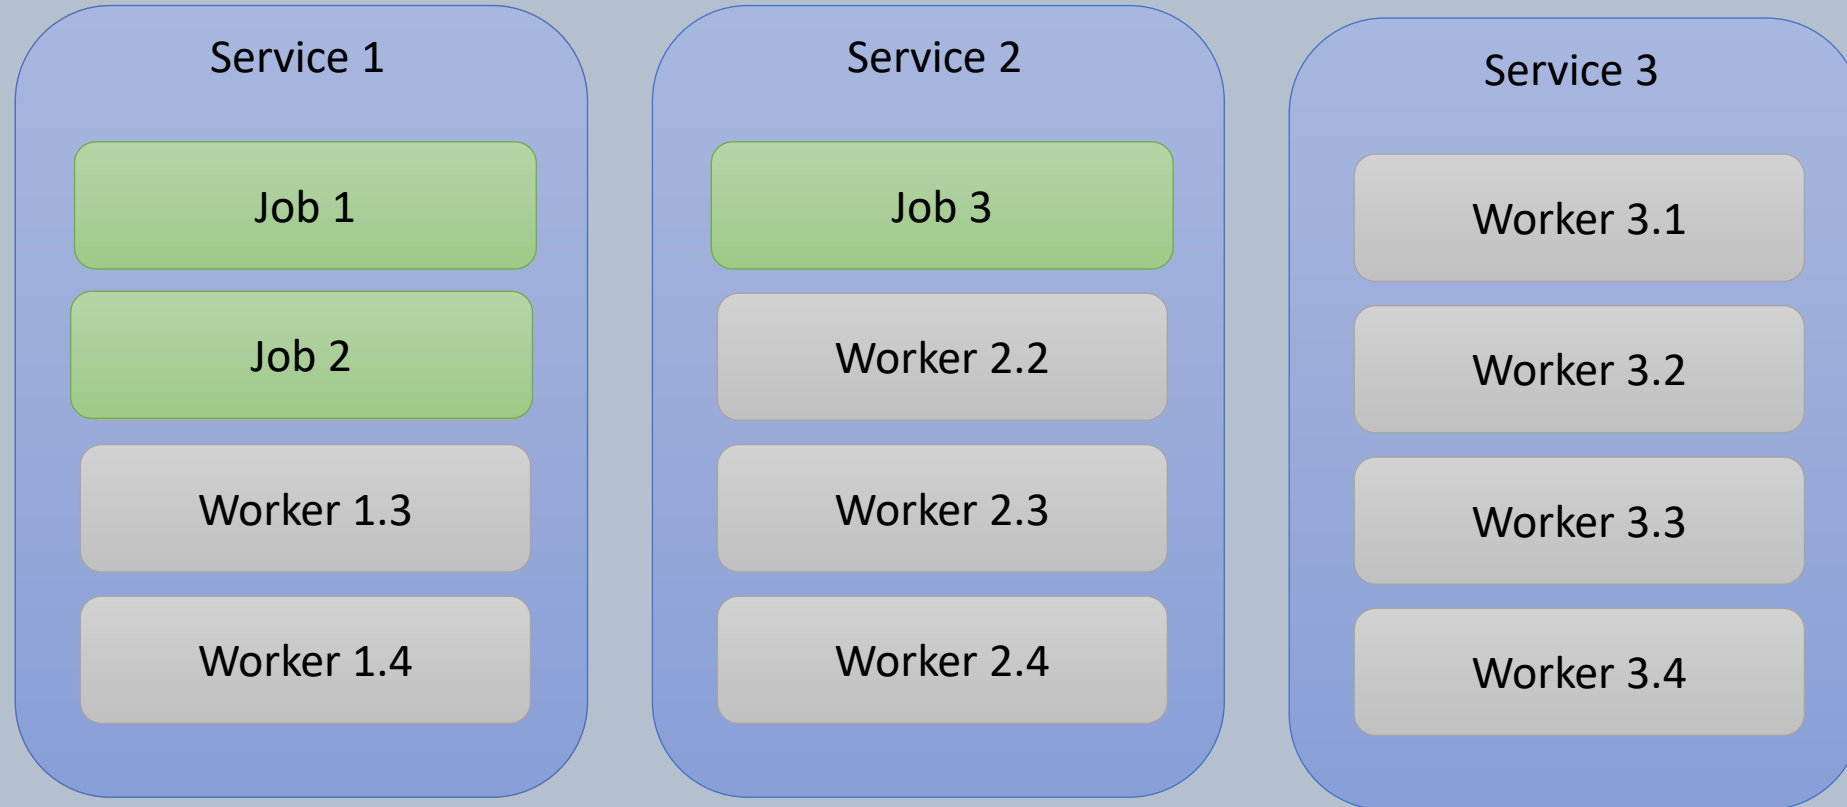 Service 1
Job 1
Job 2
Worker 1.3
Worker 1.4
Service 2
Job 3
Worker 2.2
Worker 2.3
Worker 2.4
Service 3
Worker 3.1
Worker 3.2
Worker 3.3
Worker 3.4